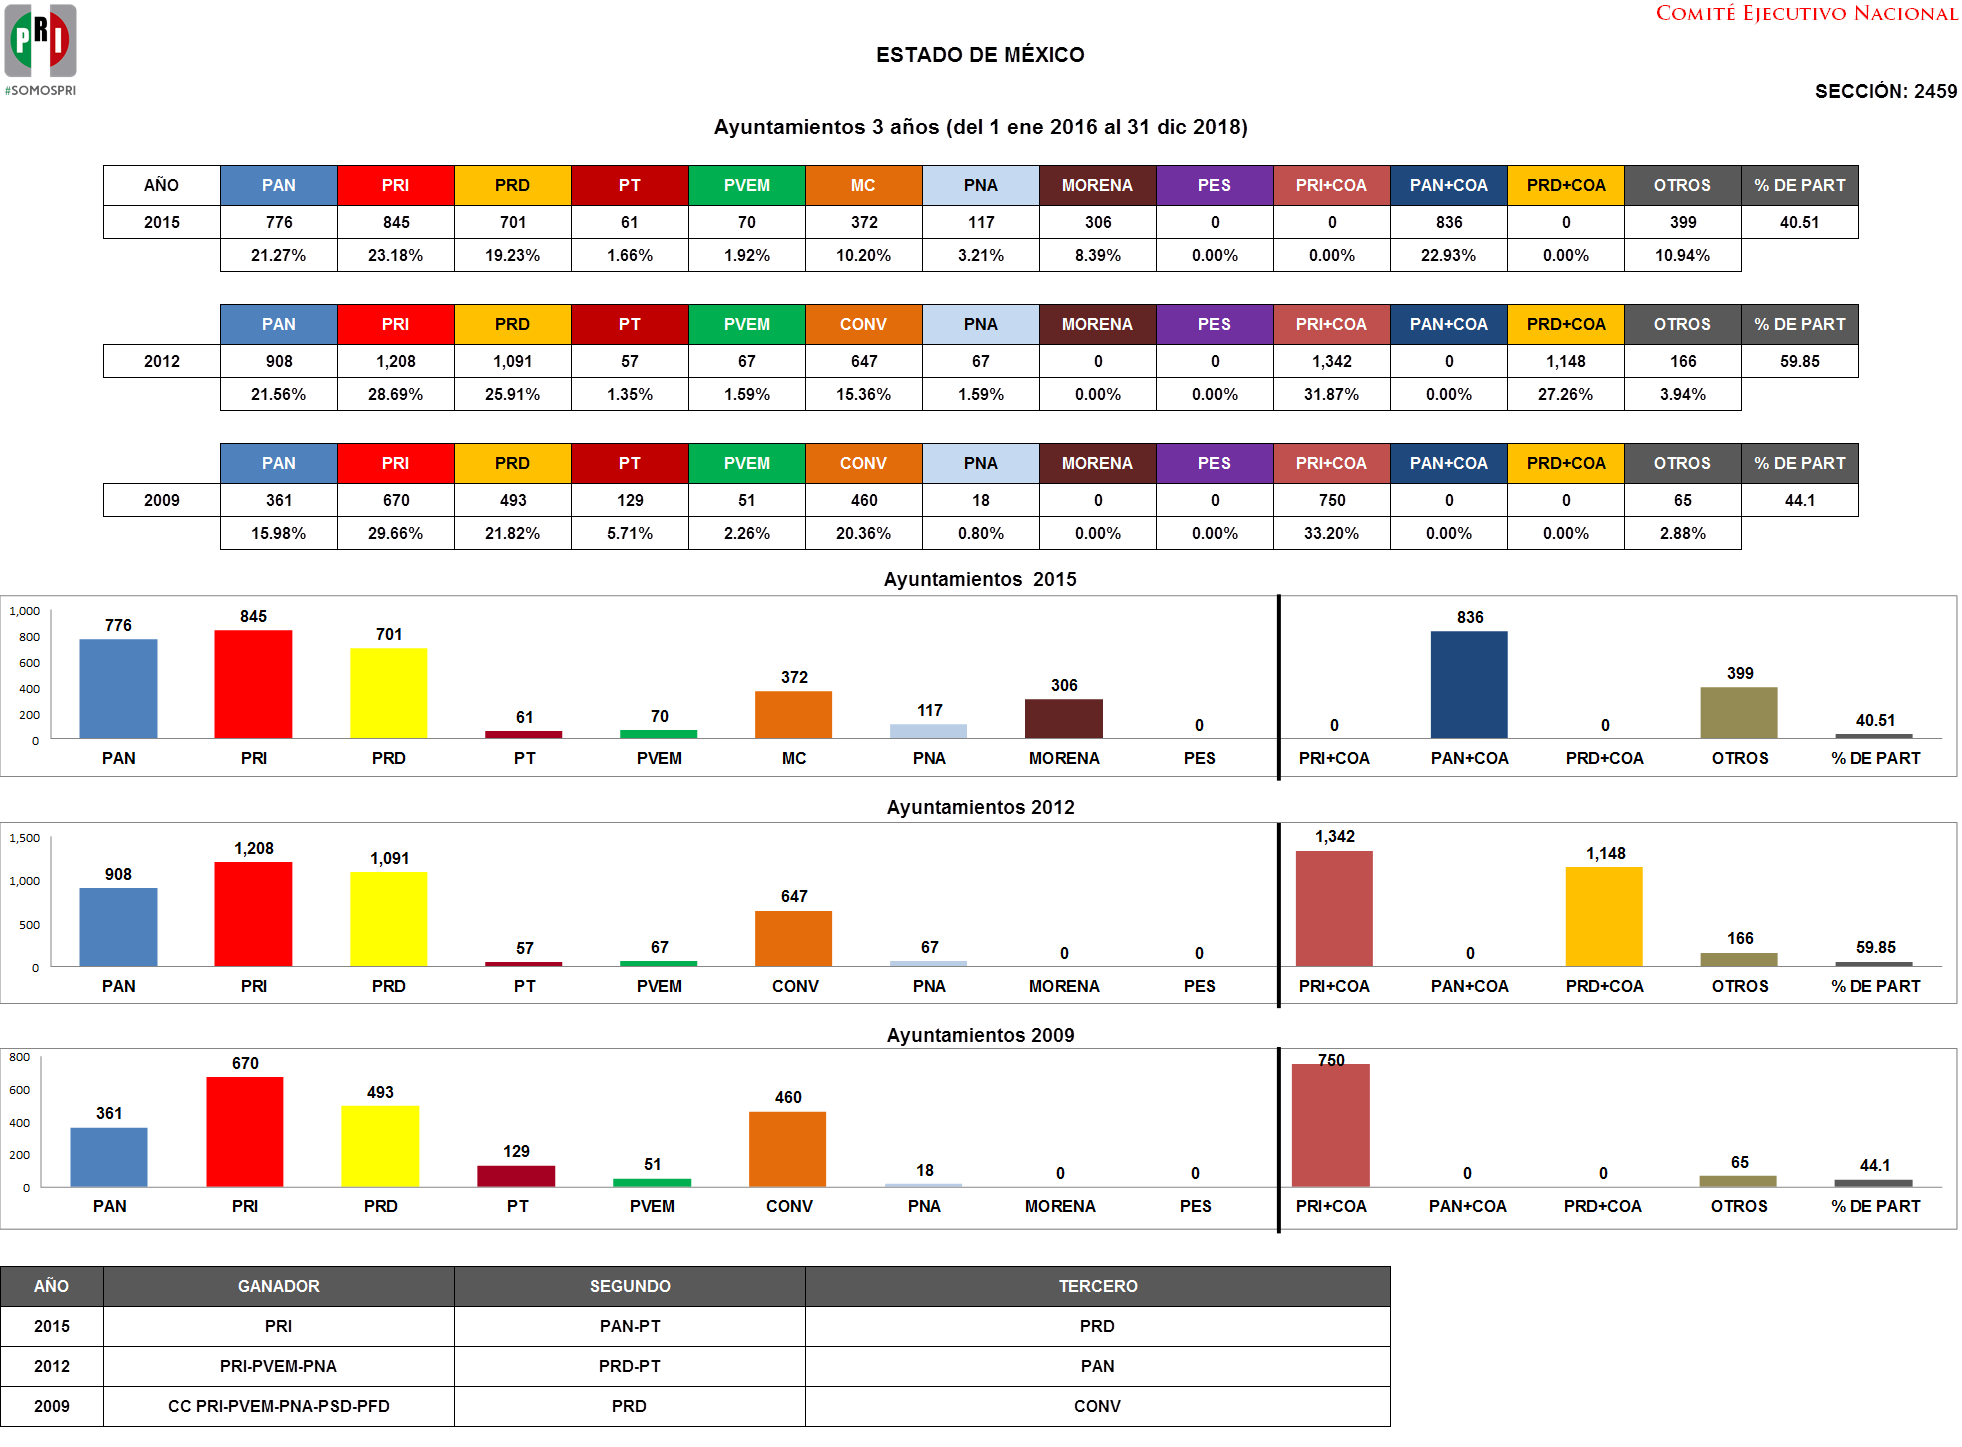 PRI
#SOMOSPRI
COMITÉ EJECUTIVO NACIONAL
ESTADO DE MÉXICO
SECCIÓN: 2459
Ayuntamientos 3 años (del 1 ene 2016 al 31 dic 2018)
AÑO PAN PRI PRD PT PVEM MC PNA MORENA PES PRI+COA PAN+COA PRD+COA OTROS % DE PART
2015 776 845 701 61 70 372 117 306 0 0 836 0 399 40.51
21.27% 23.18% 19.23% 1.66% 1.92% 10.20% 3.21% 8.39% 0.00% 0.00% 22.93% 0.00% 10.94%
PAN PRI PRD PT PVEM CONV PNA MORENA PES PRI+COA PAN+COA PRD+COA OTROS % DE PART
2012 908 1,208 1,091 57 67 647 67 0 0 1,342 0 1,148 166 59.85
21.56% 28.69% 25.91% 1.35% 1.59% 15.36% 1.59% 0.00% 0.00% 31.87% 0.00% 27.26% 3.94%
PAN PRI PRD PT PVEM CONV PNA MORENA PES PRI+COA PAN+COA PRD+COA OTROS % DE PART
2009 361 670 493 129 51 460 18 0 0 750 0 0 65 44.1
15.98% 29.66% 21.82% 5.71% 2.26% 20.36% 0.80% 0.00% 0.00% 33.20% 0.00% 0.00% 2.88%
Ayuntamientos 2015
1,000
800
600
400
200
0
776 845 701 61 70 372 117 306 0 0 836 0 399 40.51
PAN PRI PRD PT PVEM MC PNA MORENA PES PRI+COA PAN+COA PRD+COA OTROS % DE PART
Ayuntamientos 2012
1,500
1,000
500
0
908 1,208 1,091 57 67 647 67 0 0 1,342 0 1,148 166 59.85
PAN PRI PRD PT PVEM CONV PNA MORENA PES PRI+COA PAN+COA PRD+COA OTROS % DE PART
Ayuntamientos 2009
800
600
400
200
0
361 670 493 129 51 460 18 0 0 750 0 0 65 44.1
PAN PRI PRD PT PVEM CONV PNA MORENA PES PRI+COA PAN+COA PRD+COA OTROS % DE PART
AÑO GANADOR SEGUNDO TERCERO
2015 PRI PAN-PT PRD
2012 PRI-PVEM-PNA PRD-PT PAN
2009 CC PRI-PVEM-PNA-PSD-PFD PRD CONV